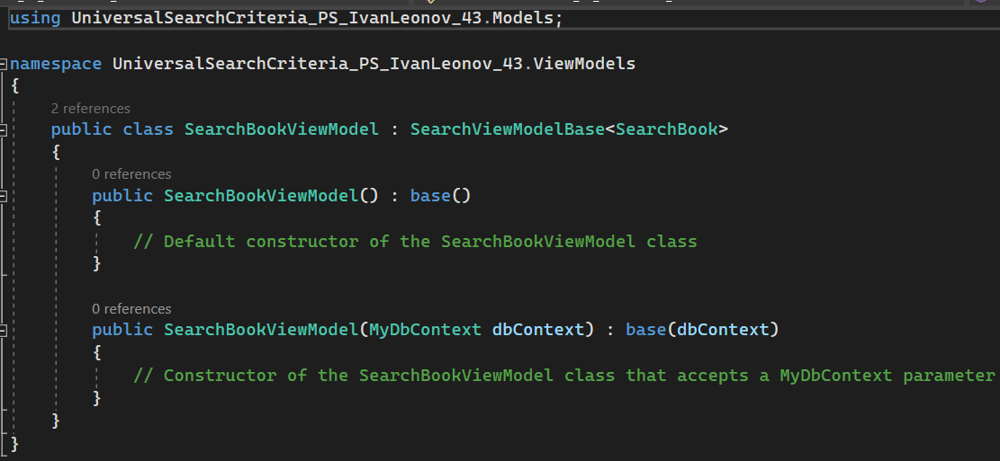 using UniversalSearchCriteria_PS_IvanLeonov_43.Models;
namespace UniversalSearchCriteria_PS_IvanLeonov_43.ViewModels
{
2 references
public class SearchBookViewModel : SearchViewModelBase<SearchBook>
{
0 references
public SearchBookViewModel() : base()
{
// Default constructor of the SearchBookViewModel class
}
0 references
public SearchBookViewModel(MyDbContext dbContext) : base(dbContext)
{
// Constructor of the SearchBookViewModel class that accepts a MyDbContext parameter
}
}
}